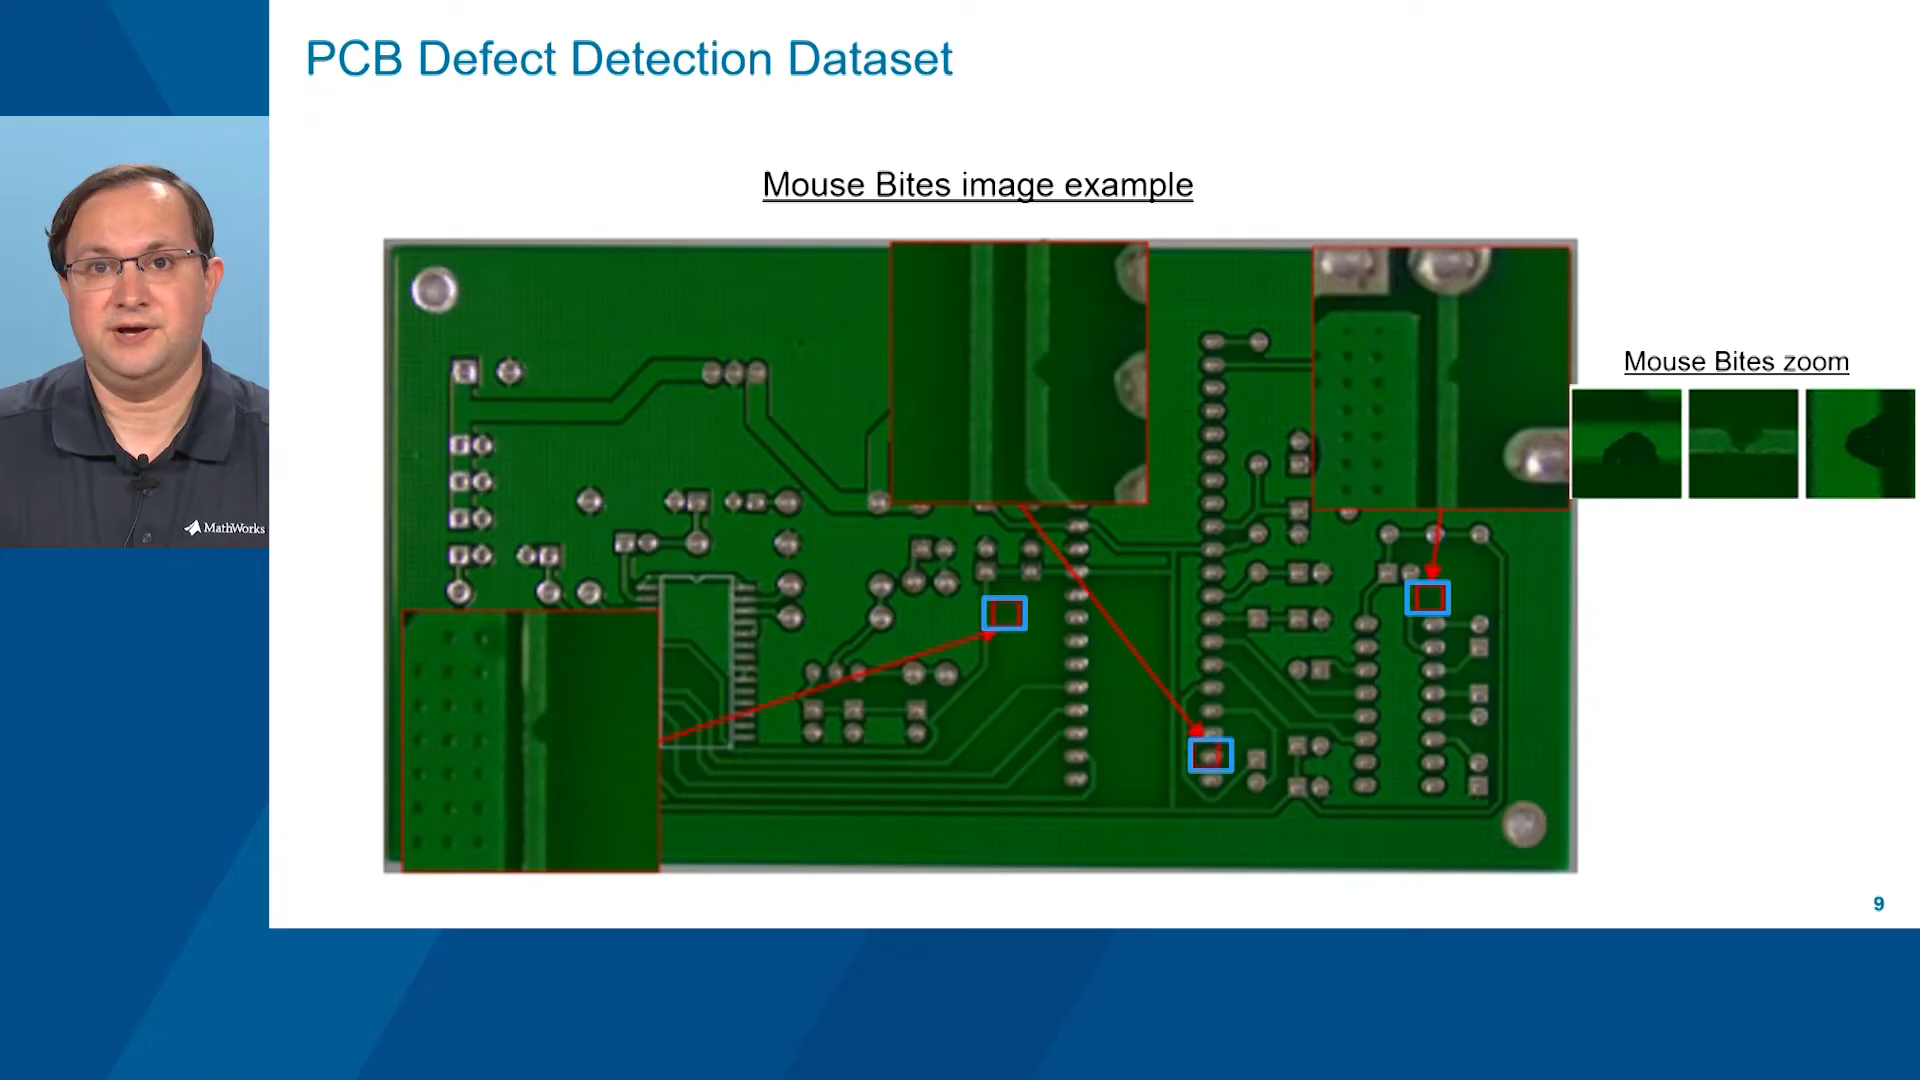 PCB Defect Detection Dataset
Mouse Bites image example
Mouse Bites zoom
MathWorks
9